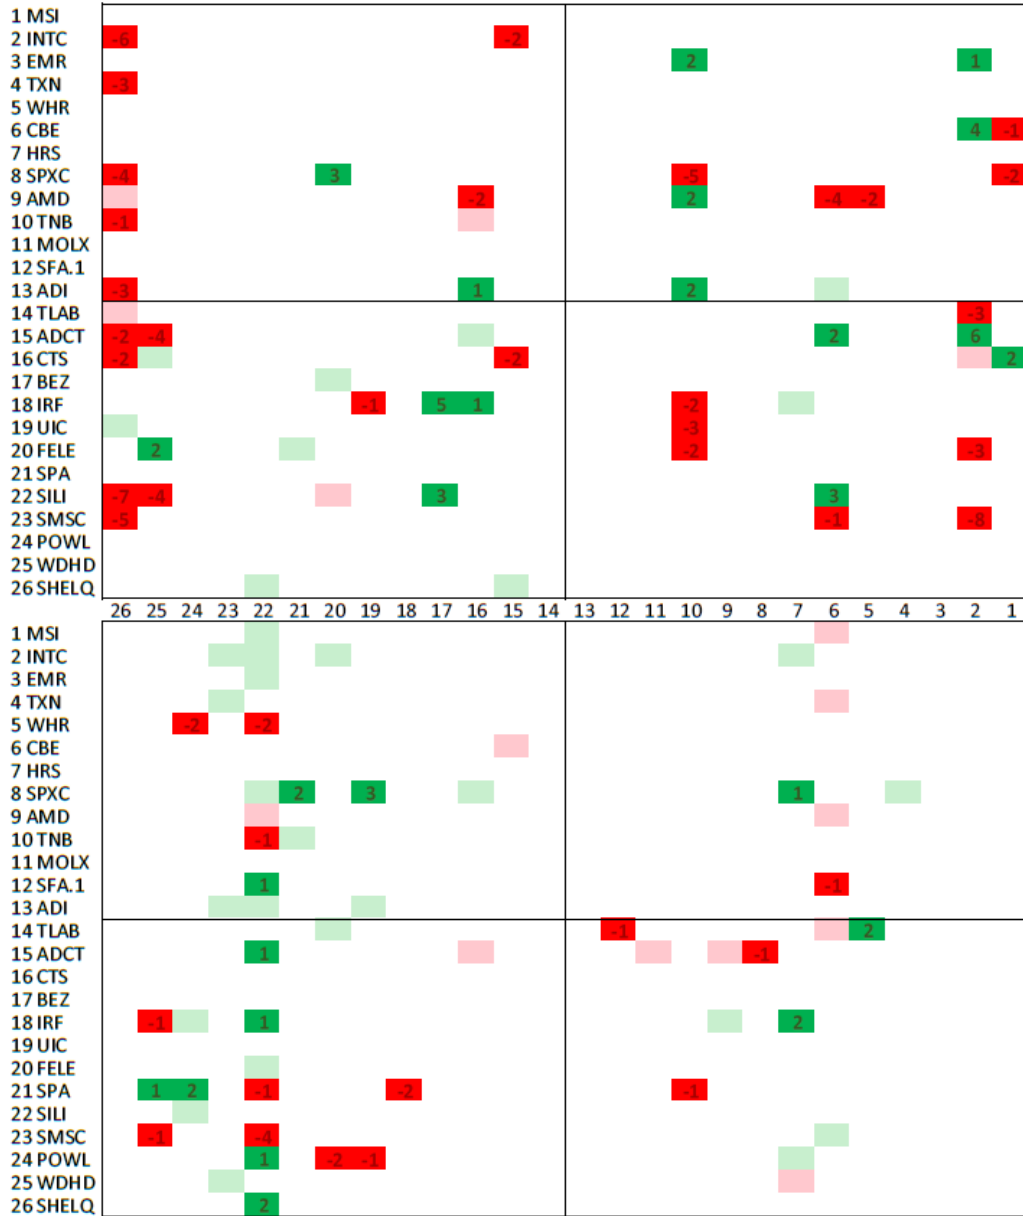 1 MSI
2 INTC -6 -2
3 EMR 2 1
4 TXN -3
5 WHR
6 CBE 4 -1
7 HRS
8 SPXC -4 3 -5 -2
9 AMD -2 2 -4 -2
10 TNB -1
11 MOLX
12 SFA.1
13 ADI -3 1 2
14 TLAB -3
15 ADCT -2 -4 2 6
16 CTS -2 -2 2
17 BEZ
18 IRF -1 5 1 -2
19 UIC -3
20 FELE 2 -2 -3
21 SPA
22 SILI -7 -4 3 3
23 SMSC -5 -1 -8
24 POWL
25 WDHD
26 SHELQ
26 25 24 23 22 21 20 19 18 17 16 15 14 13 12 11 10 9 8 7 6 5 4 3 2 1
1 MSI
2 INTC
3 EMR
4 TXN
5 WHR -2 -2
6 CBE
7 HRS
8 SPXC 2 3 1
9 AMD
10 TNB -1
11 MOLX
12 SFA.1 1 -1
13 ADI
14 TLAB -1 2
15 ADCT 1 -1
16 CTS
17 BEZ
18 IRF -1 1 2
19 UIC
20 FELE
21 SPA 1 2 -1 -2 -1
22 SILI
23 SMSC -1 -4
24 POWL 1 -2 -1
25 WDHD
26 SHELQ 2